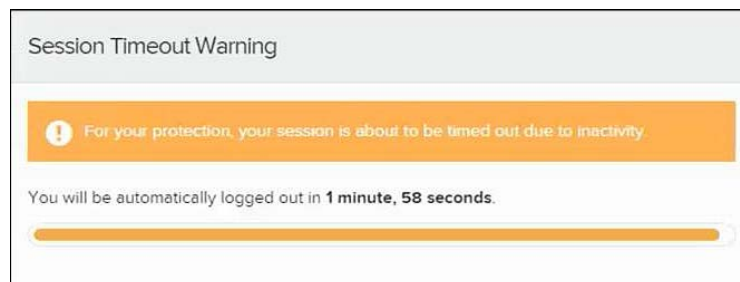 Session Timeout Warning
For your protection, your session is about to be timed out due to inactivity.
You will be automatically logged out in 1 minute, 58 seconds.